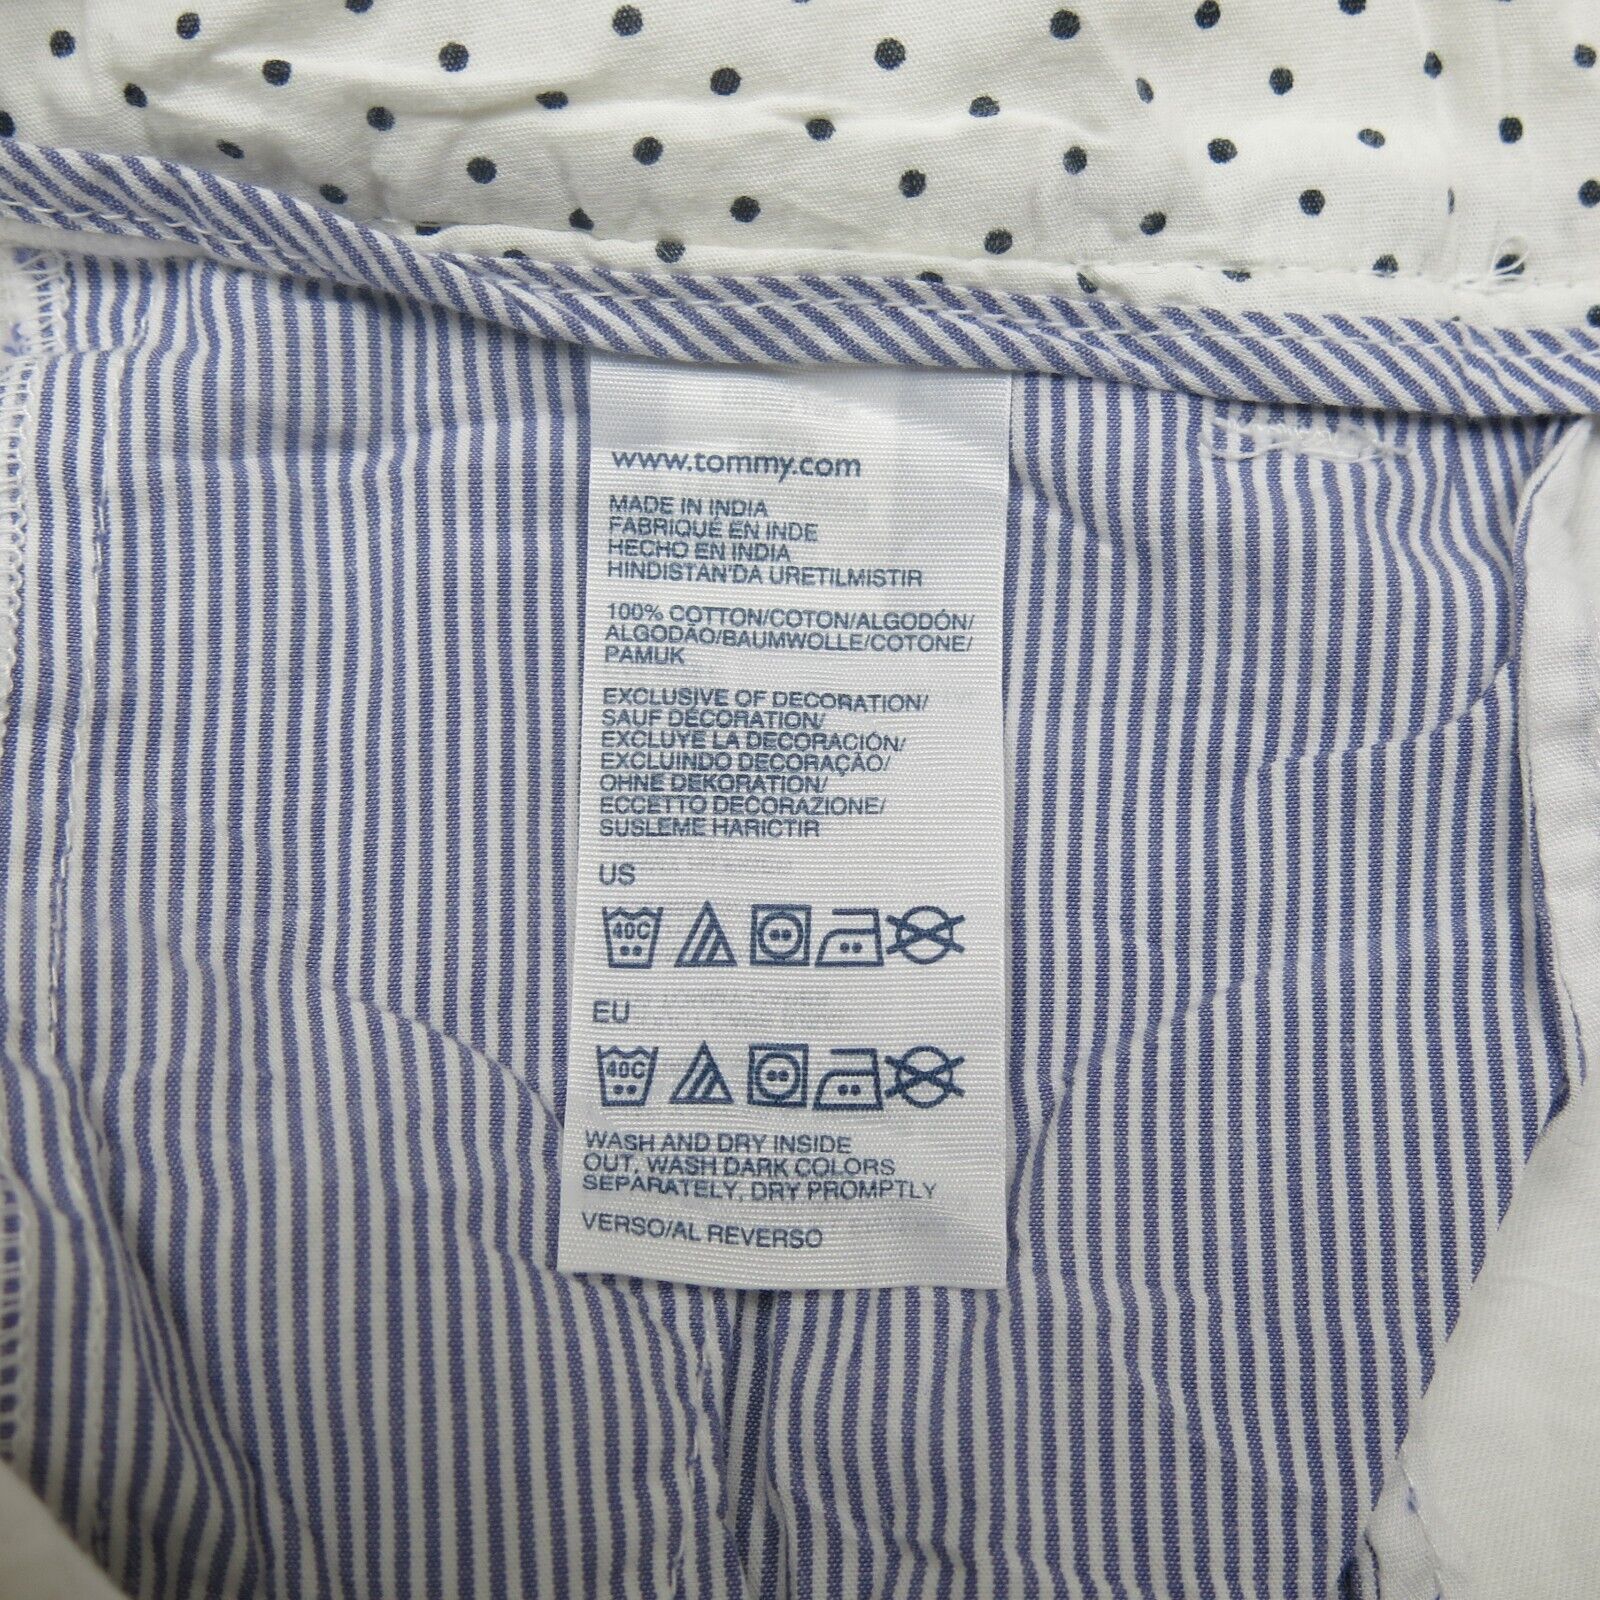 www.tommy.com
MADE IN INDIA
FABRIQUÉ EN INDE
HECHO EN INDIA
HINDISTAN'DA URETILMISTIR
100% COTTON/COTON/ALGODÓN/
ALGODAO/BAUMWOLLE/COTONE/
PAMUK
EXCLUSIVE OF DECORATION/
SAUF DÉCORATION/
EXCLUYE LA DECORACIÓN/
EXCLUINDO DECORAÇAO/
OHNE DEKORATION/
ECCETTO DECORAZIONE/
SUSLEME HARICTIR
US
40C
EU
40C
WASH AND DRY INSIDE
OUT, WASH DARK COLORS
SEPARATELY, DRY PROMPTLY
VERSO/AL REVERSO